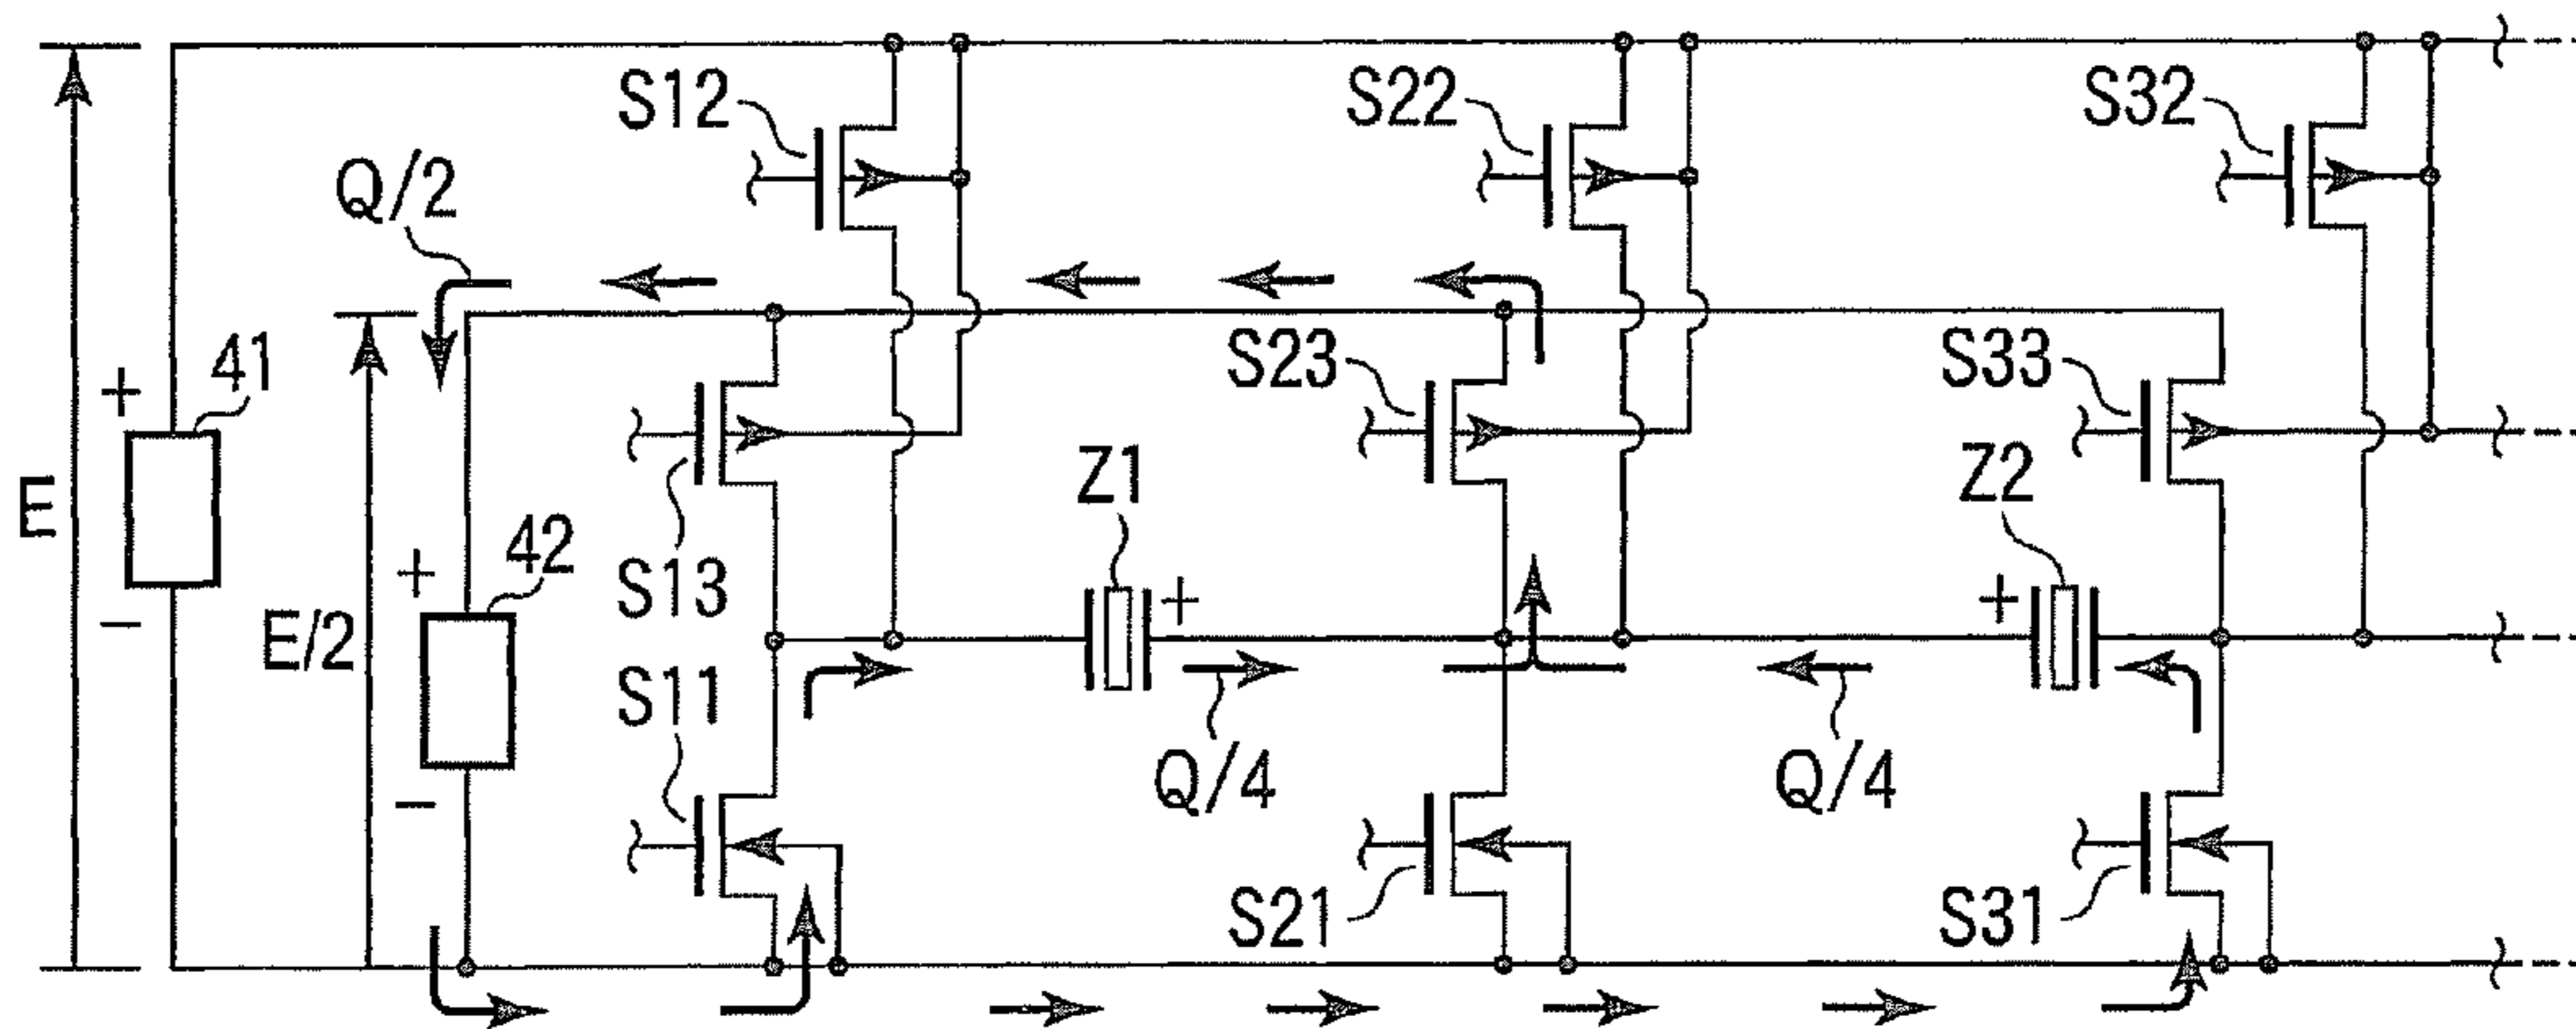 S12
S22
S32
Q/2
41
E
+
−
42
E/2
+
−
S13
S23
S33
Z1
+
Z2
+
S11
Q/4
Q/4
S21
S31